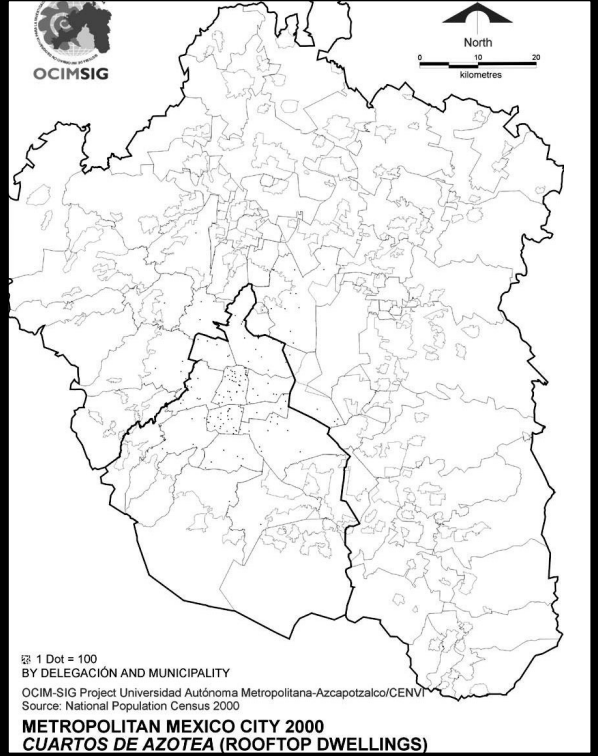 OCIMSIG
North
0 10 20
kilometres
1 Dot = 100
BY DELEGACIÓN AND MUNICIPALITY
OCIM-SIG Project Universidad Autónoma Metropolitana-Azcapotzalco/CENVI
Source: National Population Census 2000
METROPOLITAN MEXICO CITY 2000
CUARTOS DE AZOTEA (ROOFTOP DWELLINGS)